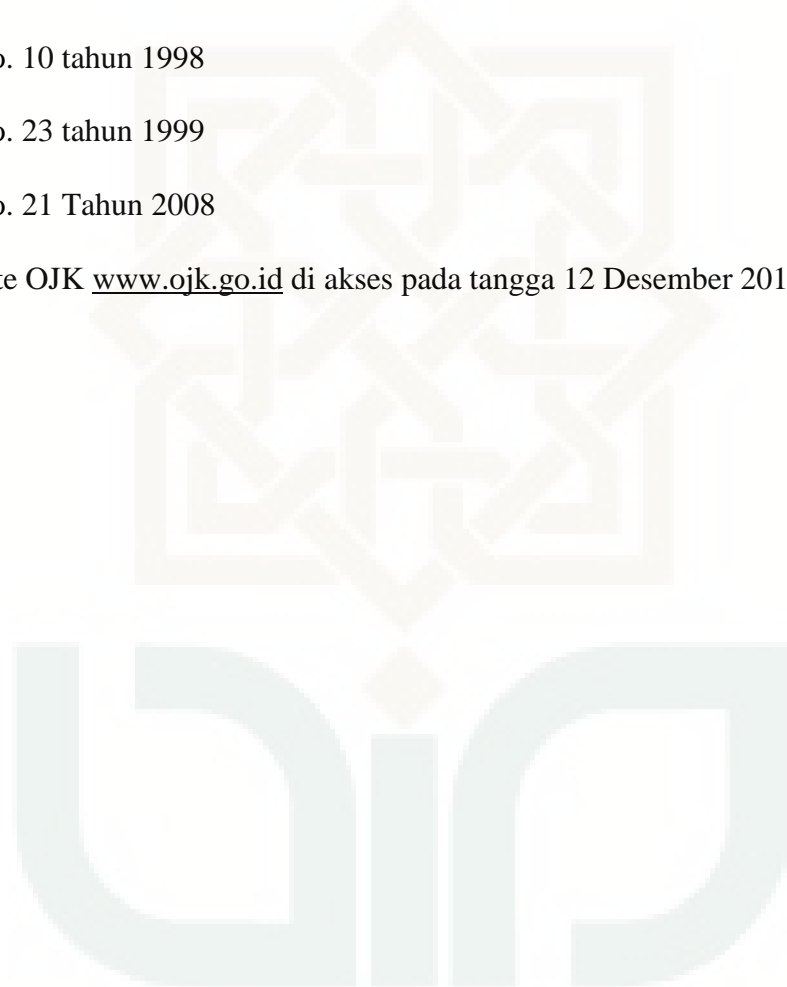 o. 10 tahun 1998
o. 23 tahun 1999
o. 21 Tahun 2008
te OJK www.ojk.go.id di akses pada tangga 12 Desember 201